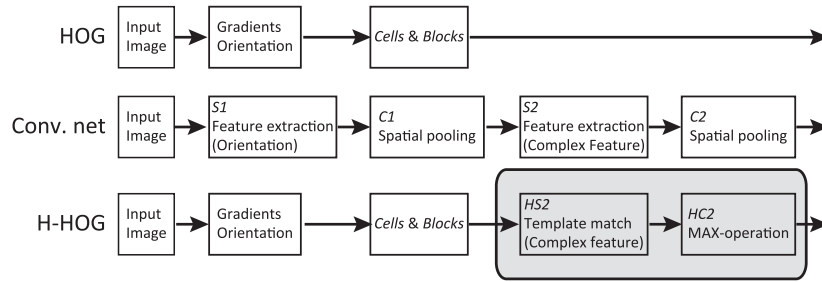 HOG
Input
Image
Gradients
Orientation
Cells & Blocks
Conv. net
Input
Image
S1
Feature extraction
(Orientation)
C1
Spatial pooling
S2
Feature extraction
(Complex Feature)
C2
Spatial pooling
H-HOG
Input
Image
Gradients
Orientation
Cells & Blocks
HS2
Template match
(Complex feature)
HC2
MAX-operation